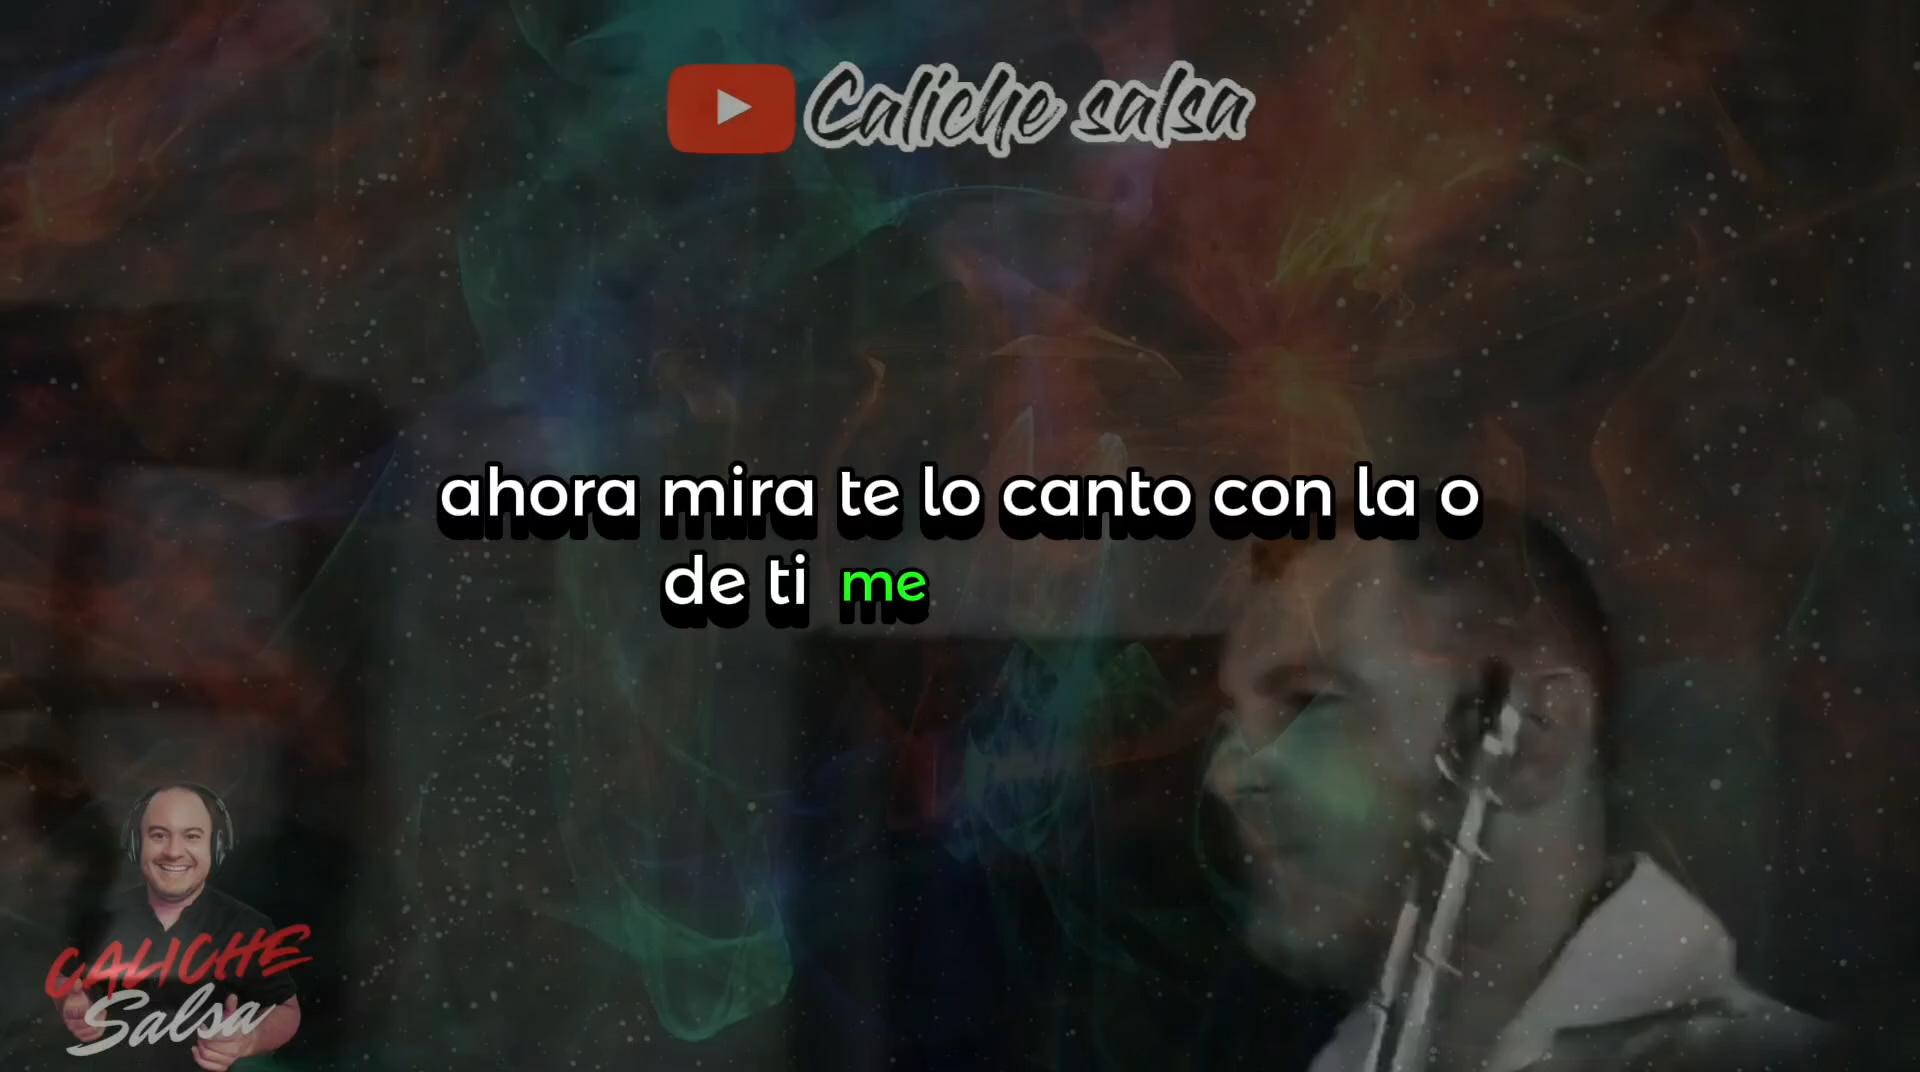 Caliche salsa
ahora mira te lo canto con la o
de ti me
CALICHE
Salsa